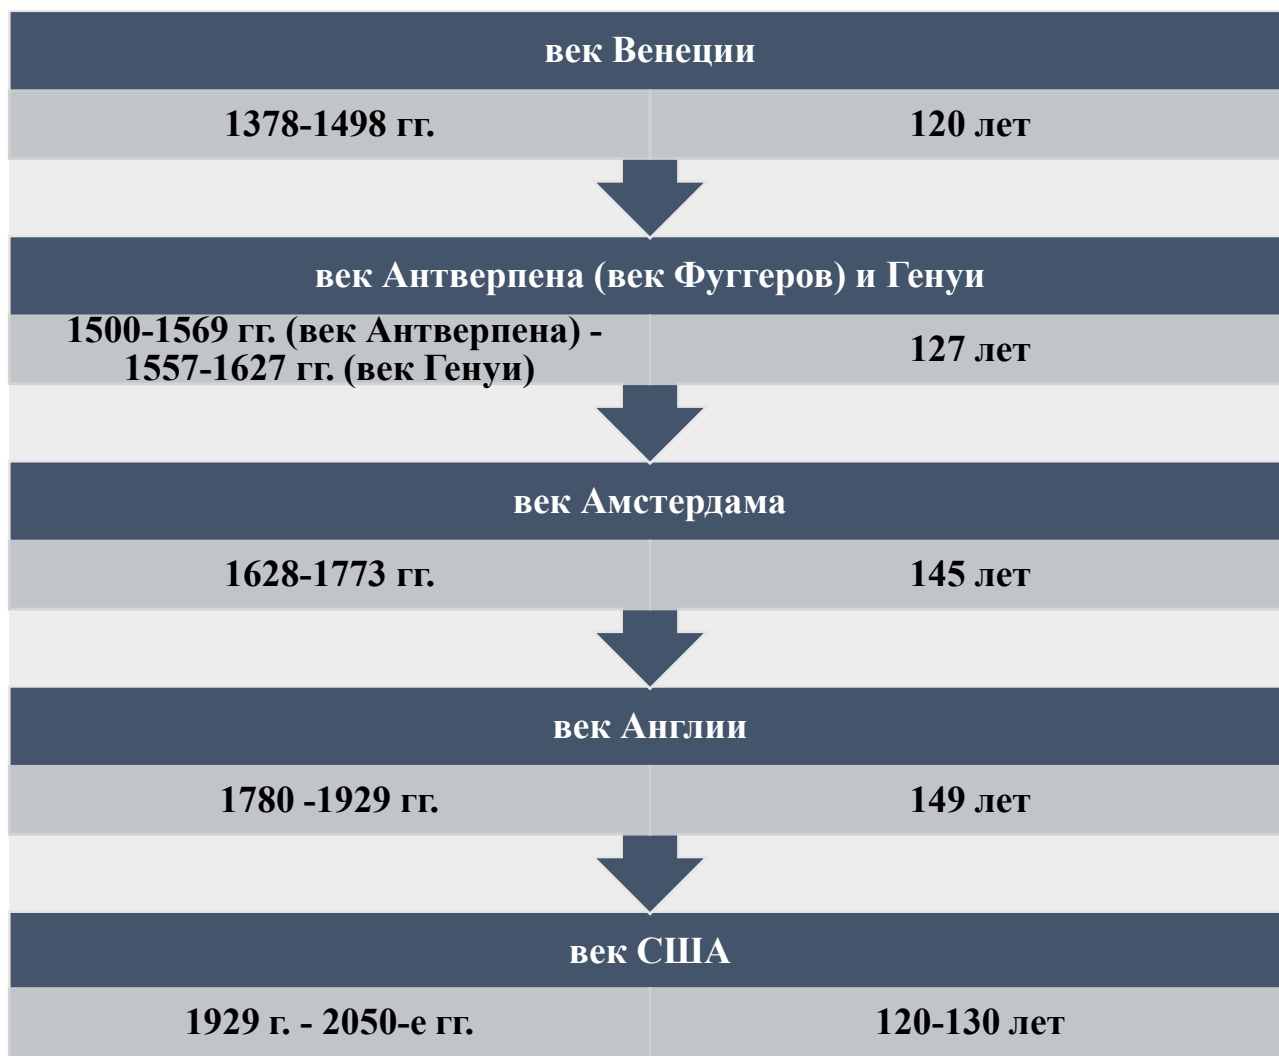 век Венеции
1378-1498 гг.
120 лет
век Антверпена (век Фуггеров) и Генуи
1500-1569 гг. (век Антверпена) -
1557-1627 гг. (век Генуи)
127 лет
век Амстердама
1628-1773 гг.
145 лет
век Англии
1780 -1929 гг.
149 лет
век США
1929 г. - 2050-е гг.
120-130 лет